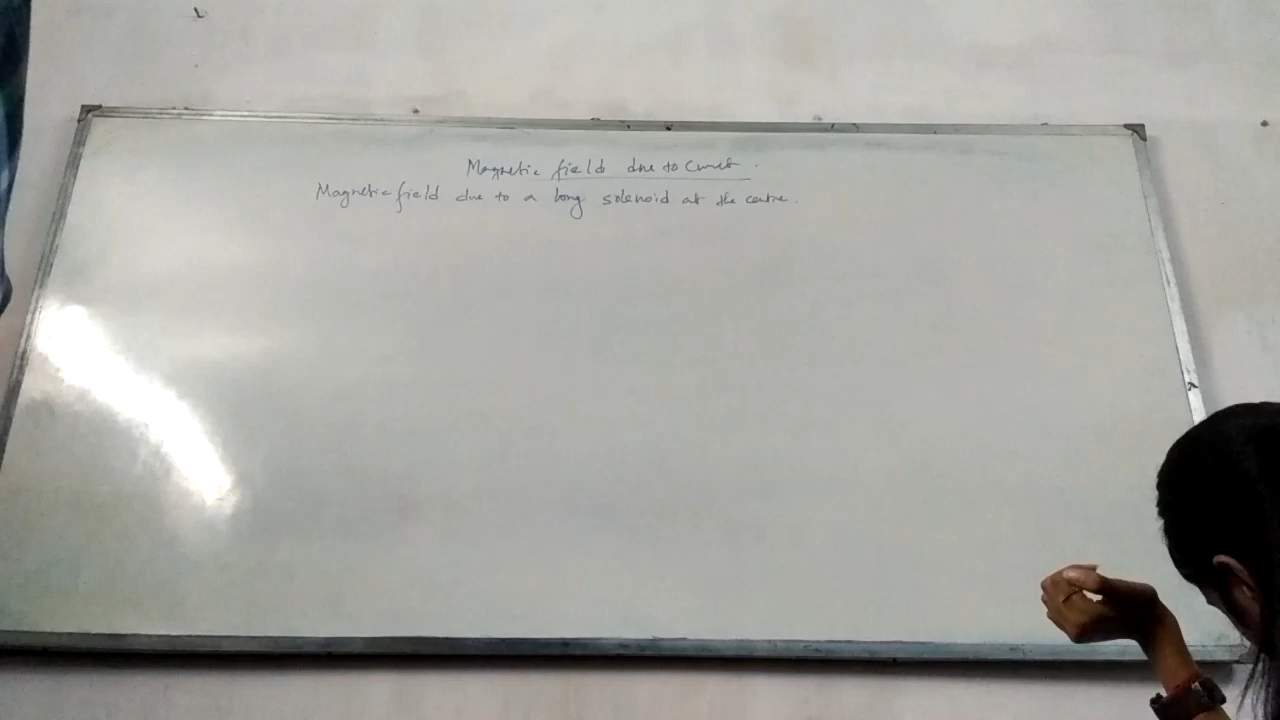 Magnetic field due to Current.
Magnetic field due to a long solenoid at the centre.